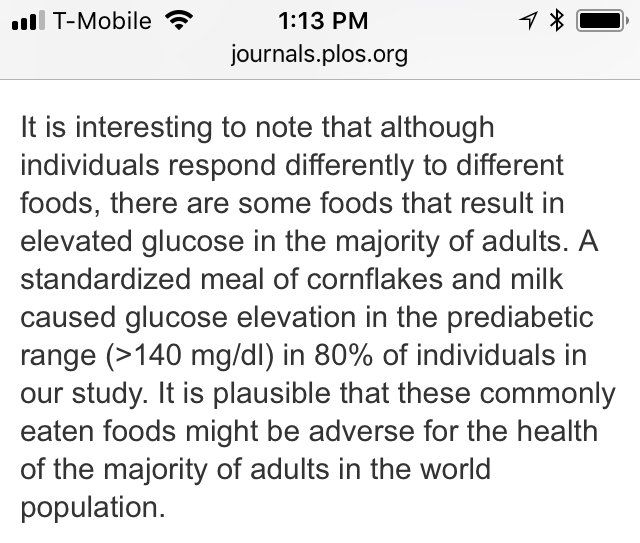 T-Mobile 1:13 PM
journals.plos.org
It is interesting to note that although
individuals respond differently to different
foods, there are some foods that result in
elevated glucose in the majority of adults. A
standardized meal of cornflakes and milk
caused glucose elevation in the prediabetic
range (>140 mg/dl) in 80% of individuals in
our study. It is plausible that these commonly
eaten foods might be adverse for the health
of the majority of adults in the world
population.